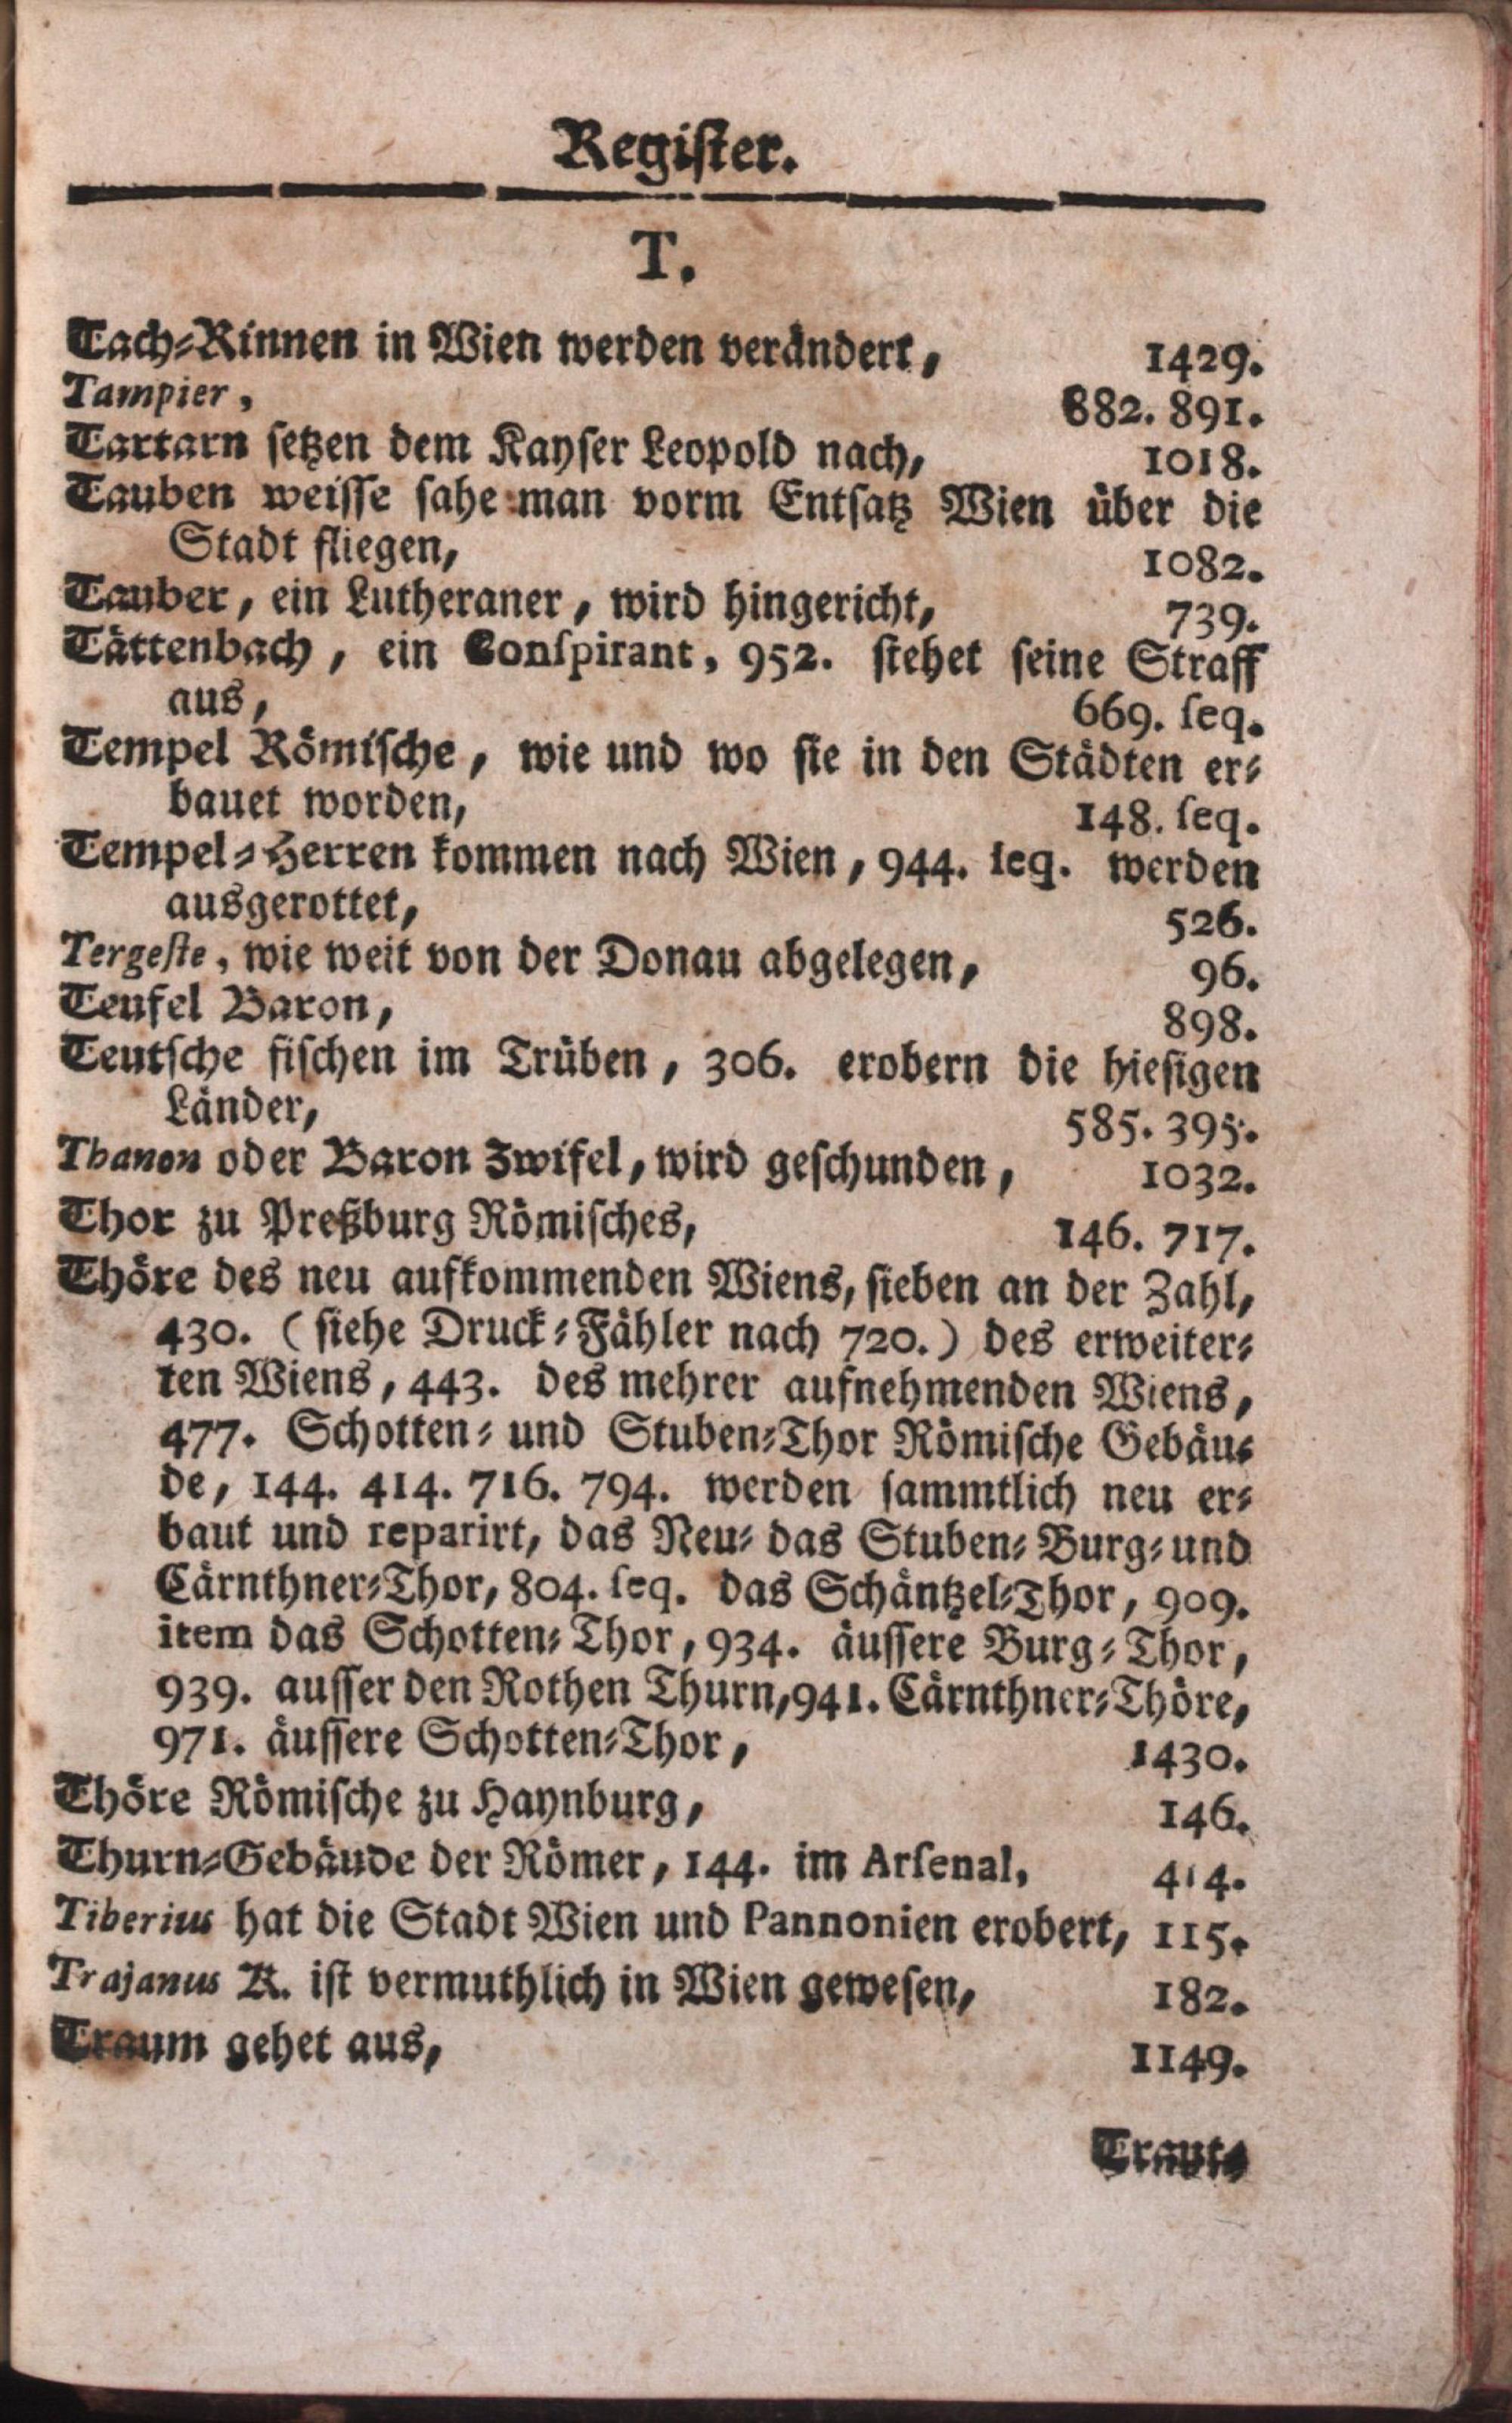 Register.
T.
Tach-Rinnen in Wien werden verändert, 1429.
Tampier, 882. 891.
Tartarn setzen dem Kayser Leopold nach, 1018.
Tauben weisse sahe man vorm Entsatz Wien über die
Stadt fliegen, 1082.
Tauber, ein Lutheraner, wird hingericht, 739.
Tättenbach, ein Conspirant, 952. stehet seine Straff
aus, 669. seq.
Tempel Römische, wie und wo sie in den Städten er-
bauet worden, 148. seq.
Tempel-Herren kommen nach Wien, 944. seq. werden
ausgerottet, 526.
Tergeste, wie weit von der Donau abgelegen, 96.
Teufel Baron, 898.
Teutsche fischen im Trüben, 306. erobern die hiesigen
Länder, 585. 395.
Thanon oder Baron Zwifel, wird geschunden, 1032.
Thor zu Preßburg Römisches, 146. 717.
Thöre des neu aufkommenden Wiens, sieben an der Zahl,
430. (siehe Druck-Fähler nach 720.) des erweiter-
ten Wiens, 443. des mehrer aufnehmenden Wiens,
477. Schotten- und Stuben-Thor Römische Gebäu-
de, 144. 414. 716. 794. werden sammtlich neu er-
baut und reparirt, das Neu- das Stuben- Burg- und
Cärnthner-Thor, 804. seq. das Schäntzel-Thor, 909.
item das Schotten-Thor, 934. äussere Burg-Thor,
939. ausser den Rothen Thurn, 941. Cärnthner-Thöre,
971. äussere Schotten-Thor, 1430.
Thöre Römische zu Haynburg, 146.
Thurn-Gebäude der Römer, 144. im Arsenal, 414.
Tiberius hat die Stadt Wien und Pannonien erobert, 115.
Trajanus K. ist vermuthlich in Wien gewesen, 182.
Traum gehet aus, 1149.
Traut-